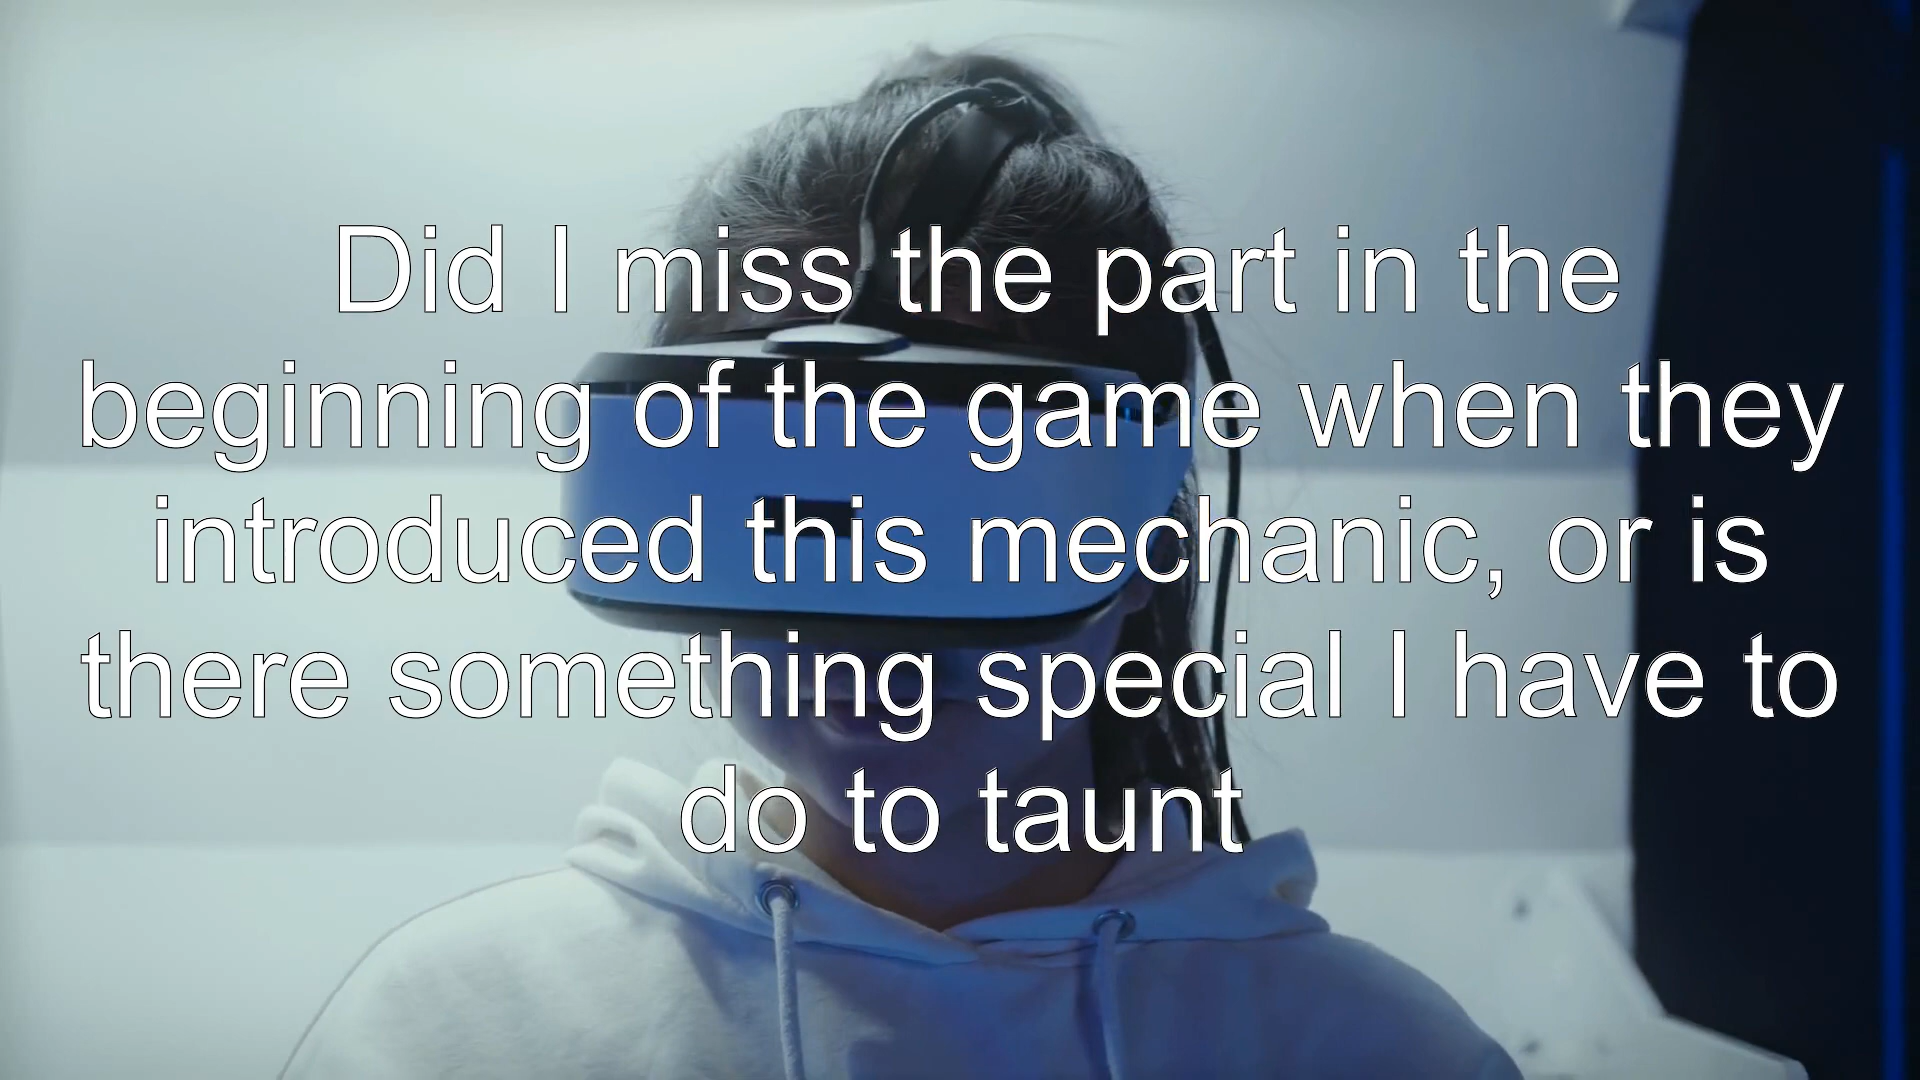 Did I miss the part in the
beginning of the game when they
introduced this mechanic, or is
there something special I have to
do to taunt